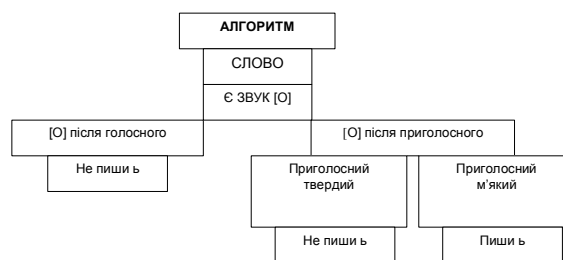 АЛГОРИТМ
СЛОВО
Є ЗВУК [О]
[О] після голосного
[О] після приголосного
Не пиши ь
Приголосний
твердий
Приголосний
м'який
Не пиши ь
Пиши ь